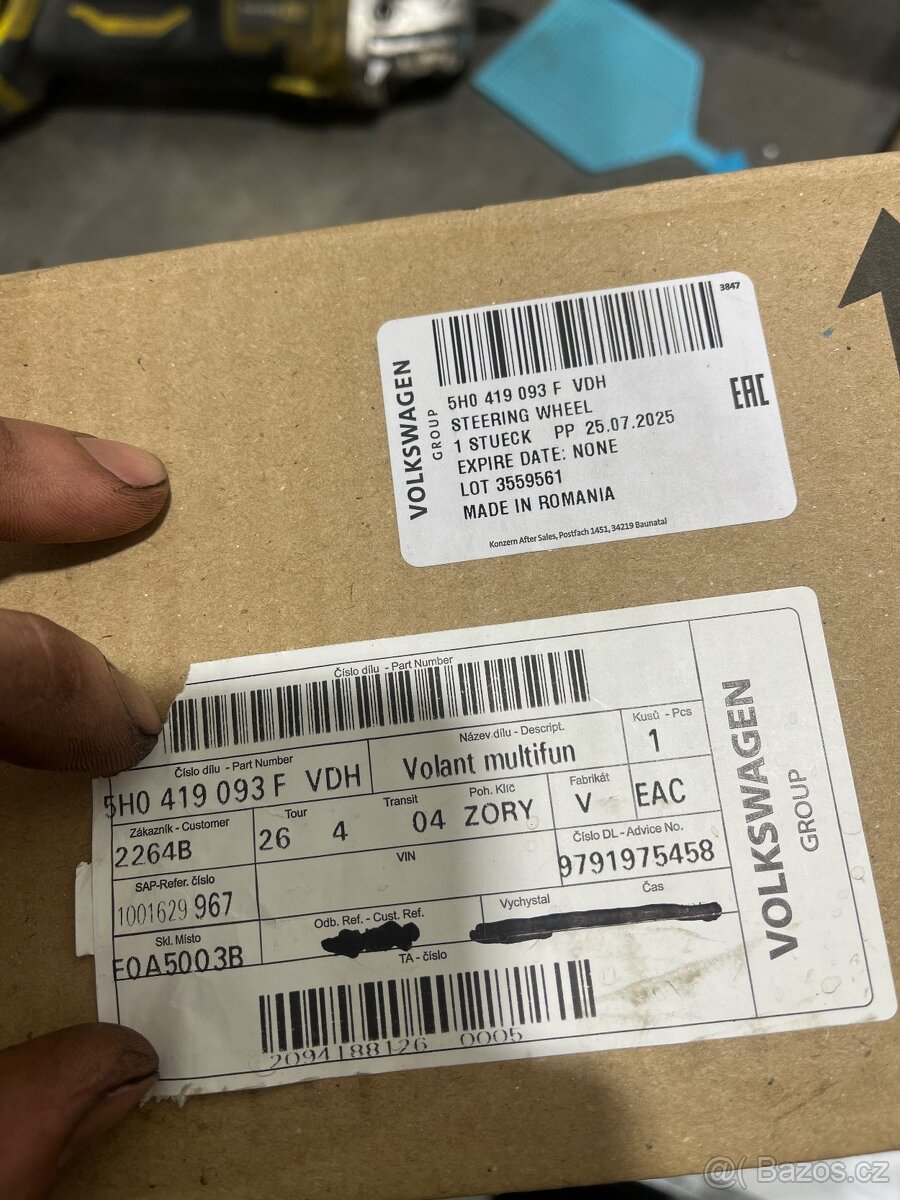 3847
VOLKSWAGEN
GROUP
5H0 419 093 F VDH
STEERING WHEEL
1 STUECK PP 25.07.2025
EXPIRE DATE: NONE
LOT 3559561
MADE IN ROMANIA
EAC
Konzern After Sales, Postfach 1451, 34219 Baunatal
Číslo dílu - Part Number
Číslo dílu - Part Number
5H0 419 093 F VDH
Název dílu - Descript.
Volant multifun
Kusů - Pcs
1
Zákazník - Customer
2264B
Tour
26 4
Transit
04
Poh. Klíč
ZORY
Fabrikát
V
EAC
SAP-Refer. číslo
1001629 967
VIN
Číslo DL - Advice No.
9791975458
Skl. Místo
F0A5003B
Odb. Ref. - Cust. Ref.
Vychystal
Čas
TA - číslo
2094188126 0005
VOLKSWAGEN
GROUP
@( Bazos.cz